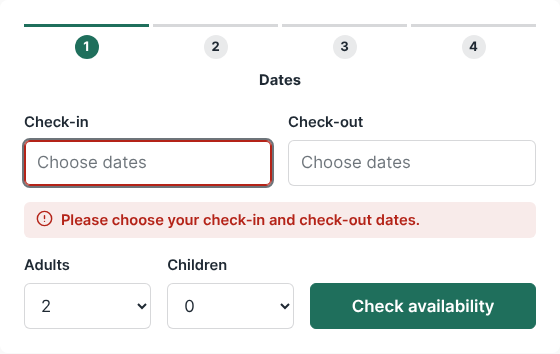 1 2 3 4
Dates
Check-in Check-out
Choose dates Choose dates
Please choose your check-in and check-out dates.
Adults Children
2 0 Check availability